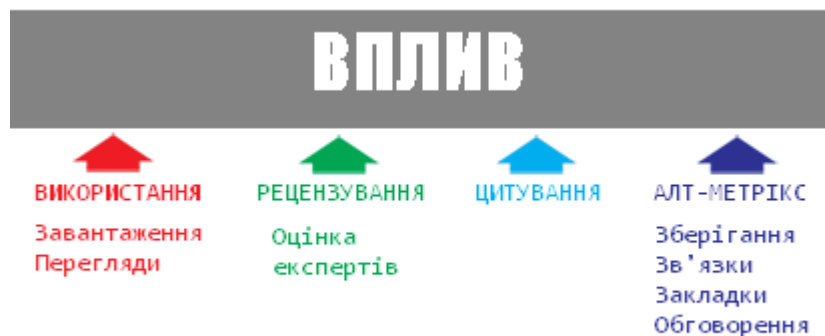 ВПЛИВ
ВИКОРИСТАННЯ
Завантаження
Перегляди
РЕЦЕНЗУВАННЯ
Оцінка
експертів
ЦИТУВАННЯ
АЛТ-МЕТРІКС
Зберігання
Зв'язки
Закладки
Обговорення